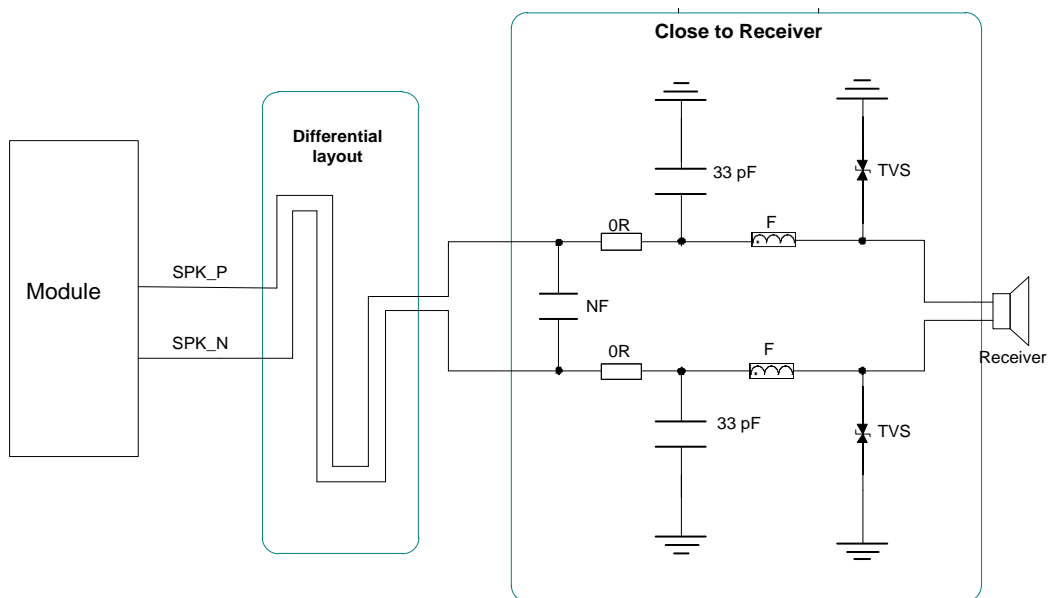 Close to Receiver
Differential
layout
33 pF
TVS
0R
F
SPK_P
Module
NF
SPK_N
0R
F
Receiver
33 pF
TVS